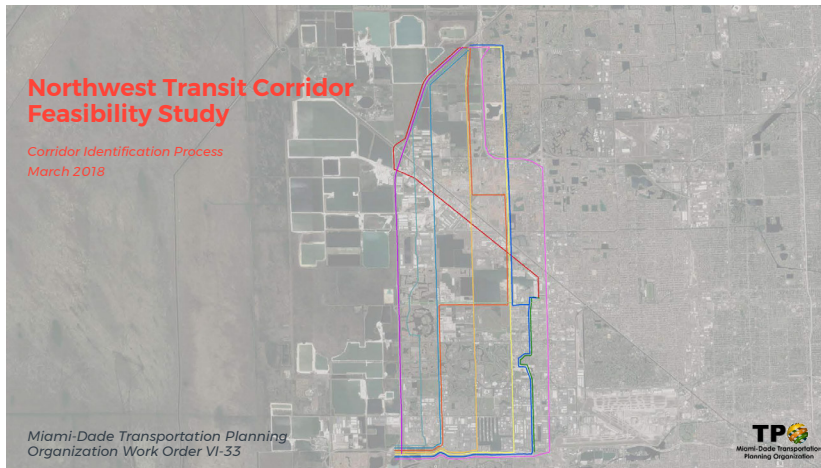 Northwest Transit Corridor
Feasibility Study
Corridor Identification Process
March 2018
Miami-Dade Transportation Planning
Organization Work Order VI-33
TPO
Miami-Dade Transportation
Planning Organization